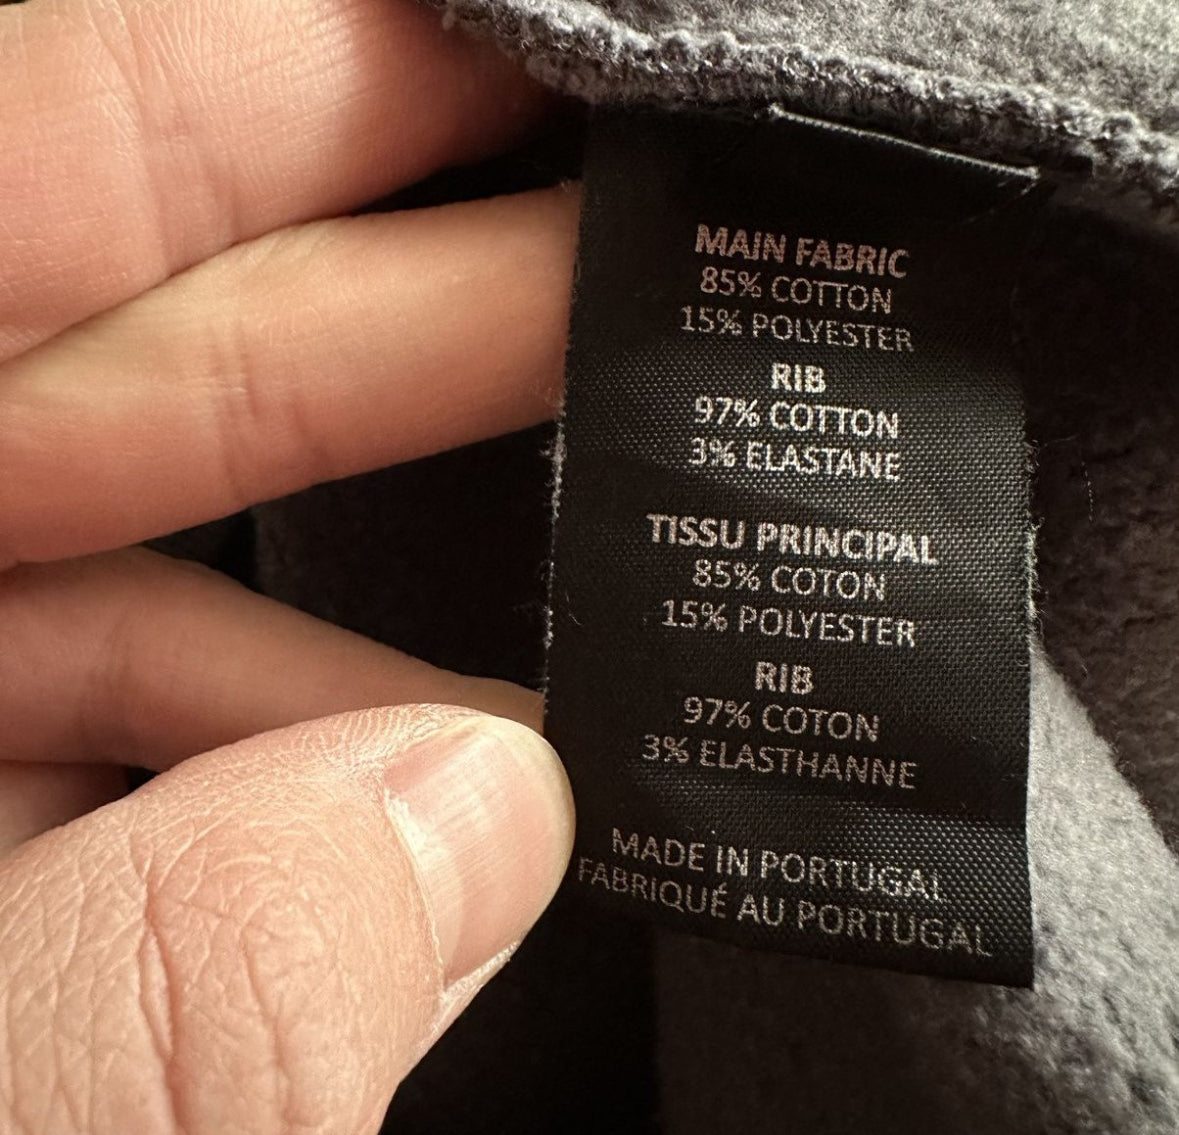 MAIN FABRIC
85% COTTON
15% POLYESTER
RIB
97% COTTON
3% ELASTANE
TISSU PRINCIPAL
85% COTON
15% POLYESTER
RIB
97% COTON
3% ELASTHANNE
MADE IN PORTUGAL
FABRIQUÉ AU PORTUGAL